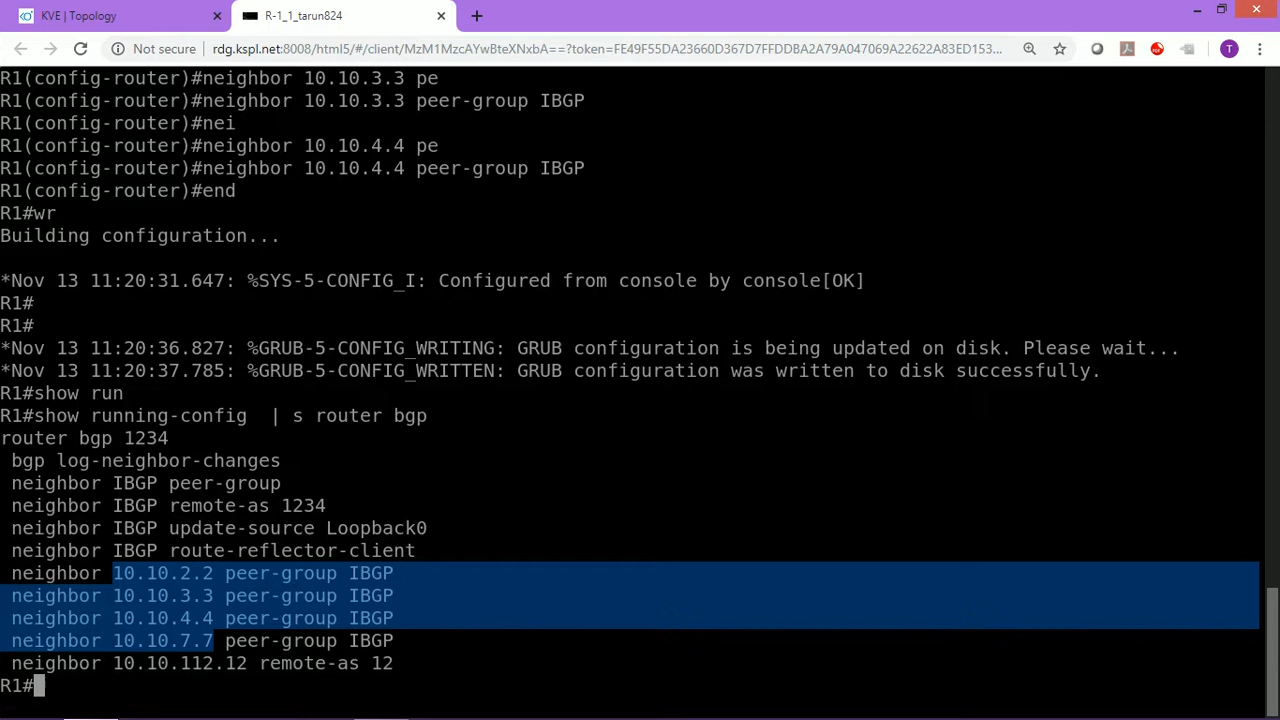 KVE | Topology
R-1_1_tarun824
Not secure
rdg.kspl.net:8008/html5/#/client/MzM1MzcAYwBteXNxbA==?token=FE49F55DA23660D367D7FFDDBA2A79A047069A22622A83ED153...
T
R1(config-router)#neighbor 10.10.3.3 pe
R1(config-router)#neighbor 10.10.3.3 peer-group IBGP
R1(config-router)#nei
R1(config-router)#neighbor 10.10.4.4 pe
R1(config-router)#neighbor 10.10.4.4 peer-group IBGP
R1(config-router)#end
R1#wr
Building configuration...
*Nov 13 11:20:31.647: %SYS-5-CONFIG_I: Configured from console by console[OK]
R1#
R1#
*Nov 13 11:20:36.827: %GRUB-5-CONFIG_WRITING: GRUB configuration is being updated on disk. Please wait...
*Nov 13 11:20:37.785: %GRUB-5-CONFIG_WRITTEN: GRUB configuration was written to disk successfully.
R1#show run
R1#show running-config  | s router bgp
router bgp 1234
bgp log-neighbor-changes
neighbor IBGP peer-group
neighbor IBGP remote-as 1234
neighbor IBGP update-source Loopback0
neighbor IBGP route-reflector-client
neighbor 10.10.2.2 peer-group IBGP
neighbor 10.10.3.3 peer-group IBGP
neighbor 10.10.4.4 peer-group IBGP
neighbor 10.10.7.7 peer-group IBGP
neighbor 10.10.112.12 remote-as 12
R1#